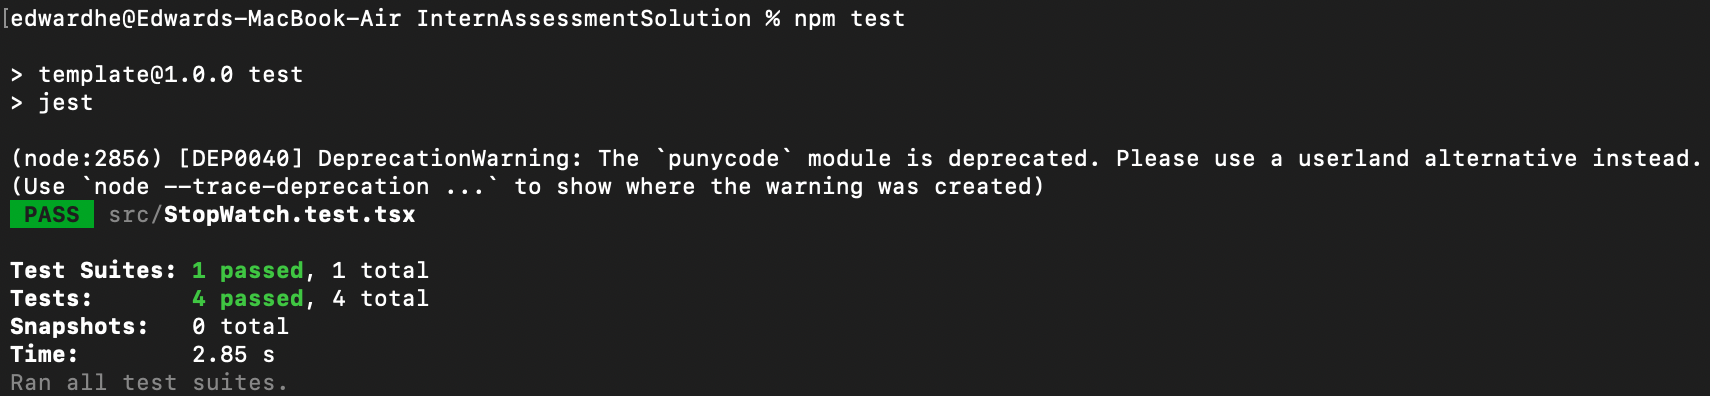 [edwardhe@Edwards-MacBook-Air InternAssessmentSolution % npm test
> template@1.0.0 test
> jest
(node:2856) [DEP0040] DeprecationWarning: The `punycode` module is deprecated. Please use a userland alternative instead.
(Use `node --trace-deprecation ...` to show where the warning was created)
PASS src/StopWatch.test.tsx
Test Suites: 1 passed, 1 total
Tests: 4 passed, 4 total
Snapshots: 0 total
Time: 2.85 s
Ran all test suites.